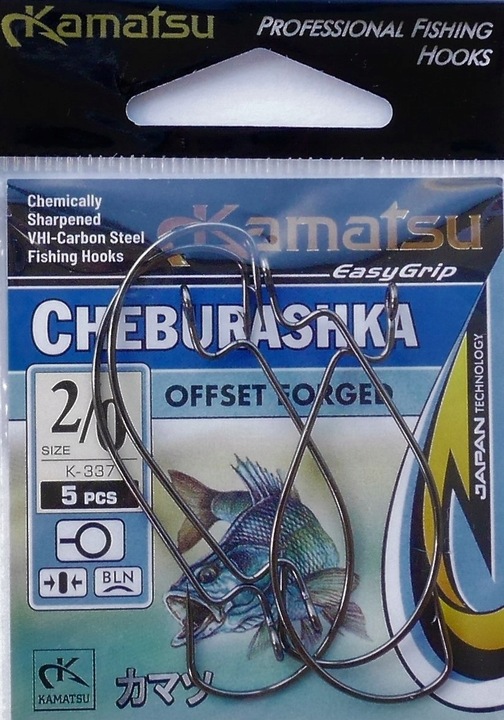 Kamatsu
PROFESSIONAL FISHING
HOOKS
Chemically
Sharpened
VHI-Carbon Steel
Fishing Hooks
Kamatsu
EasyGrip
CHEBURASHKA
OFFSET FORGED
2/0
SIZE
K-337
5 PCS
BLN
JAPAN TECHNOLOGY
K
KAMATSU
カマツ